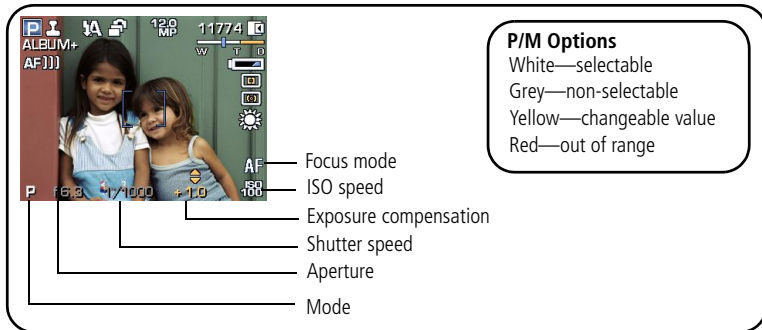 P ⚡A 12.0 MP 11774
ALBUM+
W T D
AF)))
AF
ISO 100
P f6.3 1/1000 +1.0
Focus mode
ISO speed
Exposure compensation
Shutter speed
Aperture
Mode
P/M Options
White—selectable
Grey—non-selectable
Yellow—changeable value
Red—out of range